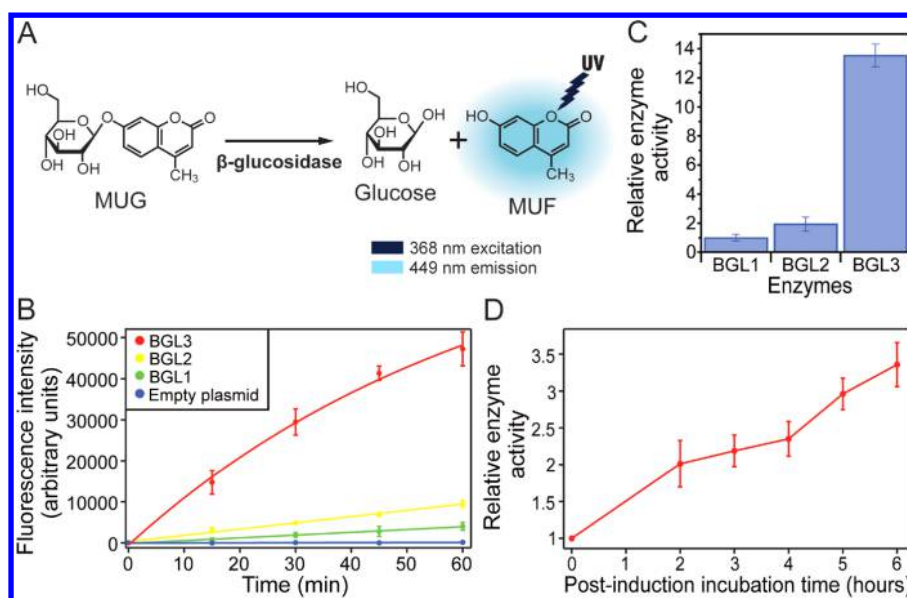 A
HO
O
HO
HO
OH
OH
O
O
O
CH3
MUG
β-glucosidase
HO
O
OH
HO
HO
OH
OH
Glucose
+
UV
HO
O
O
CH3
MUF
368 nm excitation
449 nm emission
C
Relative enzyme
activity
14
12
10
8
6
4
2
0
BGL1
BGL2
BGL3
Enzymes
B
Fluorescence intensity
(arbitrary units)
50000
40000
30000
20000
10000
0
BGL3
BGL2
BGL1
Empty plasmid
0 10 20 30 40 50 60
Time (min)
D
Relative enzyme
activity
3.5
3
2.5
2
1.5
1
0 1 2 3 4 5 6
Post-induction incubation time (hours)